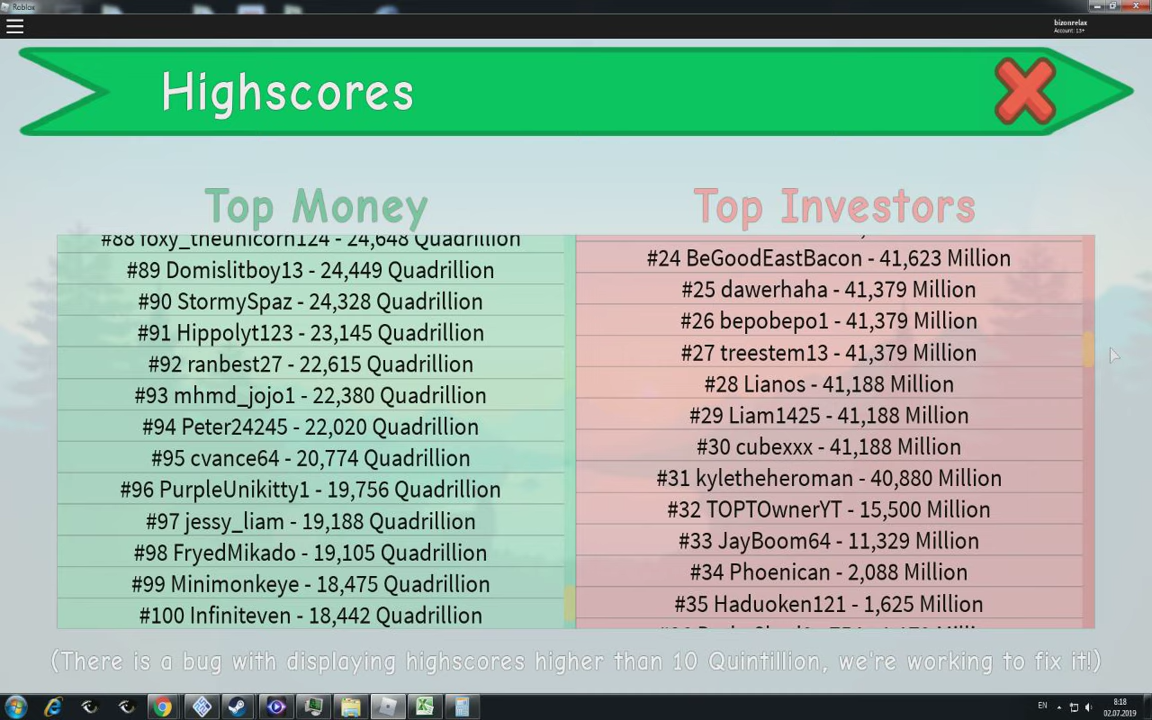 Roblox
bizonrelax
Account: 13+
Highscores
Top Money
#88 foxy_theunicorn124 - 24,648 Quadrillion
#89 Domislitboy13 - 24,449 Quadrillion
#90 StormySpaz - 24,328 Quadrillion
#91 Hippolyt123 - 23,145 Quadrillion
#92 ranbest27 - 22,615 Quadrillion
#93 mhmd_jojo1 - 22,380 Quadrillion
#94 Peter24245 - 22,020 Quadrillion
#95 cvance64 - 20,774 Quadrillion
#96 PurpleUnikitty1 - 19,756 Quadrillion
#97 jessy_liam - 19,188 Quadrillion
#98 FryedMikado - 19,105 Quadrillion
#99 Minimonkeye - 18,475 Quadrillion
#100 Infiniteven - 18,442 Quadrillion
Top Investors
#24 BeGoodEastBacon - 41,623 Million
#25 dawerhaha - 41,379 Million
#26 bepobepo1 - 41,379 Million
#27 treestem13 - 41,379 Million
#28 Lianos - 41,188 Million
#29 Liam1425 - 41,188 Million
#30 cubexxx - 41,188 Million
#31 kyletheheroman - 40,880 Million
#32 TOPTOwnerYT - 15,500 Million
#33 JayBoom64 - 11,329 Million
#34 Phoenican - 2,088 Million
#35 Haduoken121 - 1,625 Million
(There is a bug with displaying highscores higher than 10 Quintillion, we're working to fix it!)
EN
8:18
02.07.2019